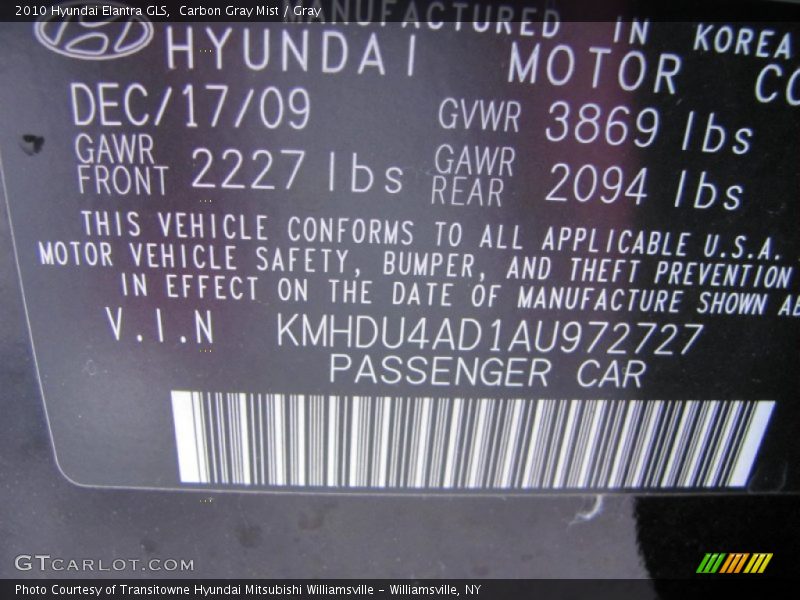 2010 Hyundai Elantra GLS, Carbon Gray Mist / Gray
MANUFACTURED IN KOREA
HYUNDAI MOTOR
DEC/17/09 GVWR 3869 lbs
GAWR FRONT 2227 lbs GAWR REAR 2094 lbs
THIS VEHICLE CONFORMS TO ALL APPLICABLE U.S.A.
MOTOR VEHICLE SAFETY, BUMPER, AND THEFT PREVENTION
IN EFFECT ON THE DATE OF MANUFACTURE SHOWN
V.I.N KMHDU4AD1AU972727
PASSENGER CAR
GTCARLOT.COM
Photo Courtesy of Transitowne Hyundai Mitsubishi Williamsville - Williamsville, NY